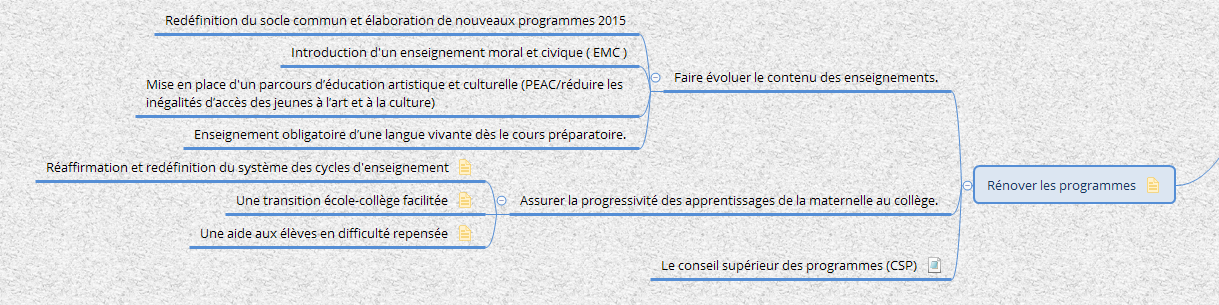 Redéfinition du socle commun et élaboration de nouveaux programmes 2015
Introduction d'un enseignement moral et civique ( EMC )
Mise en place d'un parcours d’éducation artistique et culturelle (PEAC/réduire les
inégalités d’accès des jeunes à l’art et à la culture)
Enseignement obligatoire d’une langue vivante dès le cours préparatoire.
Faire évoluer le contenu des enseignements.
Réaffirmation et redéfinition du système des cycles d'enseignement
Une transition école-collège facilitée
Une aide aux élèves en difficulté repensée
Assurer la progressivité des apprentissages de la maternelle au collège.
Le conseil supérieur des programmes (CSP)
Rénover les programmes